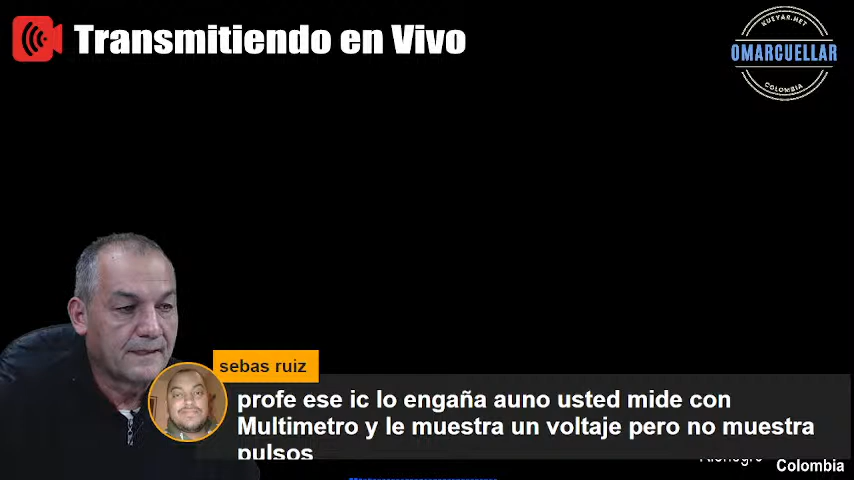 Transmitiendo en Vivo
KUEYAR.NET
OMARCUELLAR
COLOMBIA
sebas ruiz
profe ese ic lo engaña auno usted mide con
Multimetro y le muestra un voltaje pero no muestra
pulsos
Colombia